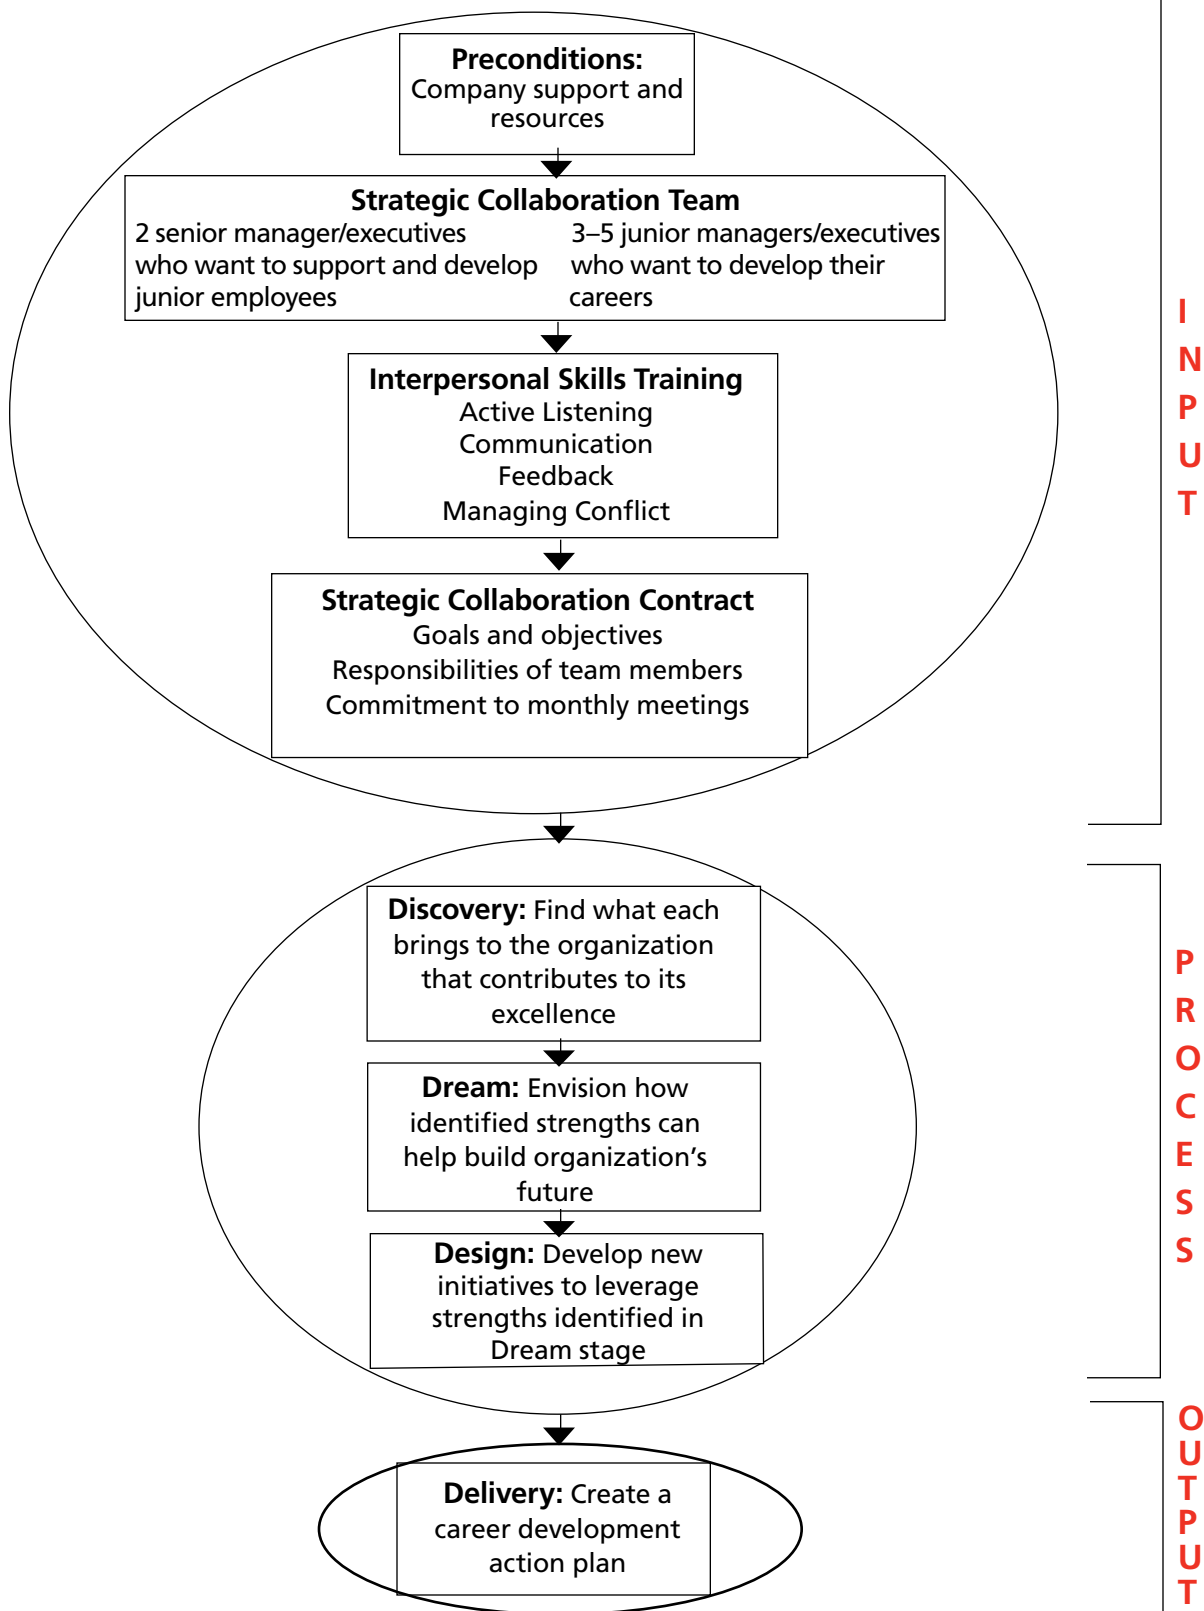 Preconditions:
Company support and
resources
Strategic Collaboration Team
2 senior manager/executives
who want to support and develop
junior employees
3–5 junior managers/executives
who want to develop their
careers
Interpersonal Skills Training
Active Listening
Communication
Feedback
Managing Conflict
Strategic Collaboration Contract
Goals and objectives
Responsibilities of team members
Commitment to monthly meetings
INPUT
Discovery: Find what each
brings to the organization
that contributes to its
excellence
Dream: Envision how
identified strengths can
help build organization's
future
Design: Develop new
initiatives to leverage
strengths identified in
Dream stage
PROCESS
Delivery: Create a
career development
action plan
OUTPUT